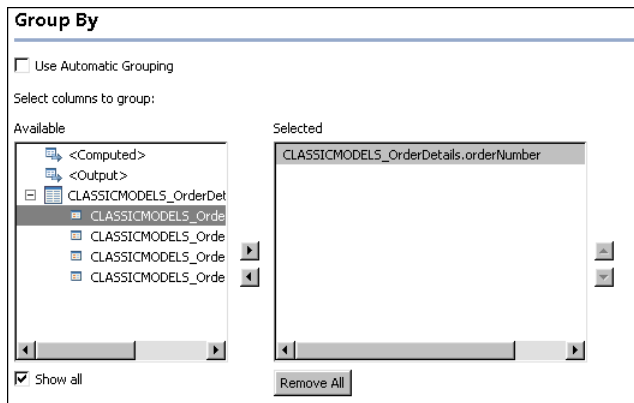 Group By
Use Automatic Grouping
Select columns to group:
Available
Selected
<Computed>
<Output>
CLASSICMODELS_OrderDet
CLASSICMODELS_Orde
CLASSICMODELS_Orde
CLASSICMODELS_Orde
CLASSICMODELS_Orde
CLASSICMODELS_OrderDetails.orderNumber
Show all
Remove All